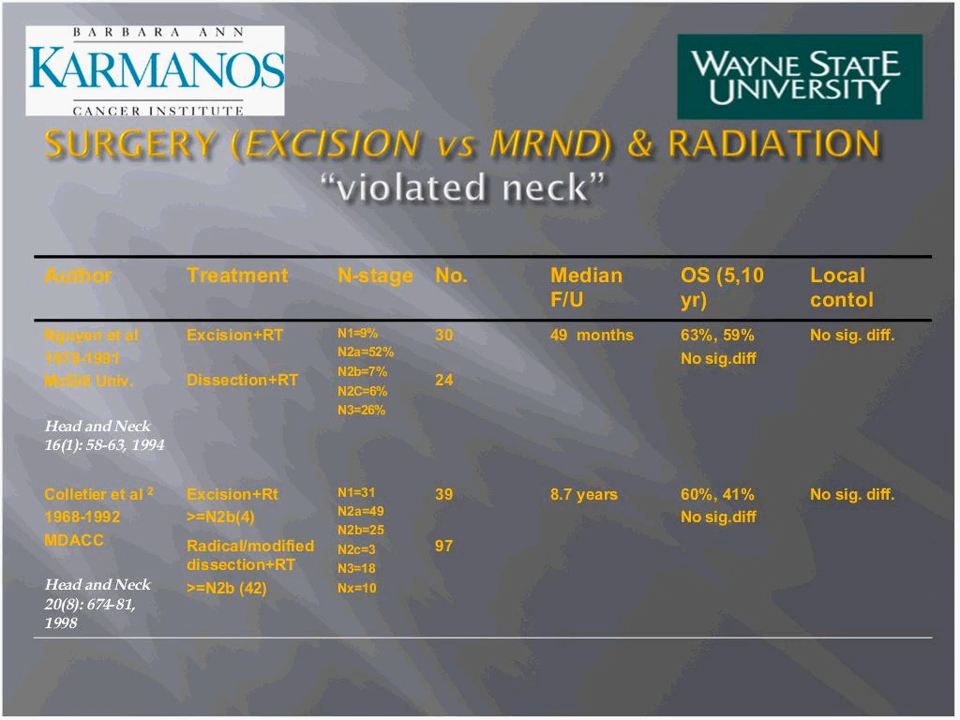 BARBARA ANN
KARMANOS
CANCER INSTITUTE
WAYNE STATE
UNIVERSITY
SURGERY (EXCISION vs MRND) & RADIATION
“violated neck”
Author Treatment N-stage No. Median F/U OS (5,10 yr) Local contol
Nguyen et al
1978-1991
McGill Univ.
Head and Neck
16(1): 58-63, 1994
Excision+RT
Dissection+RT
N1=9%
N2a=52%
N2b=7%
N2C=6%
N3=26%
30
24
49 months
63%, 59%
No sig.diff
No sig. diff.
Colletier et al 2
1968-1992
MDACC
Head and Neck
20(8): 674-81,
1998
Excision+Rt
>=N2b(4)
Radical/modified
dissection+RT
>=N2b (42)
N1=31
N2a=49
N2b=25
N2c=3
N3=18
Nx=10
39
97
8.7 years
60%, 41%
No sig.diff
No sig. diff.